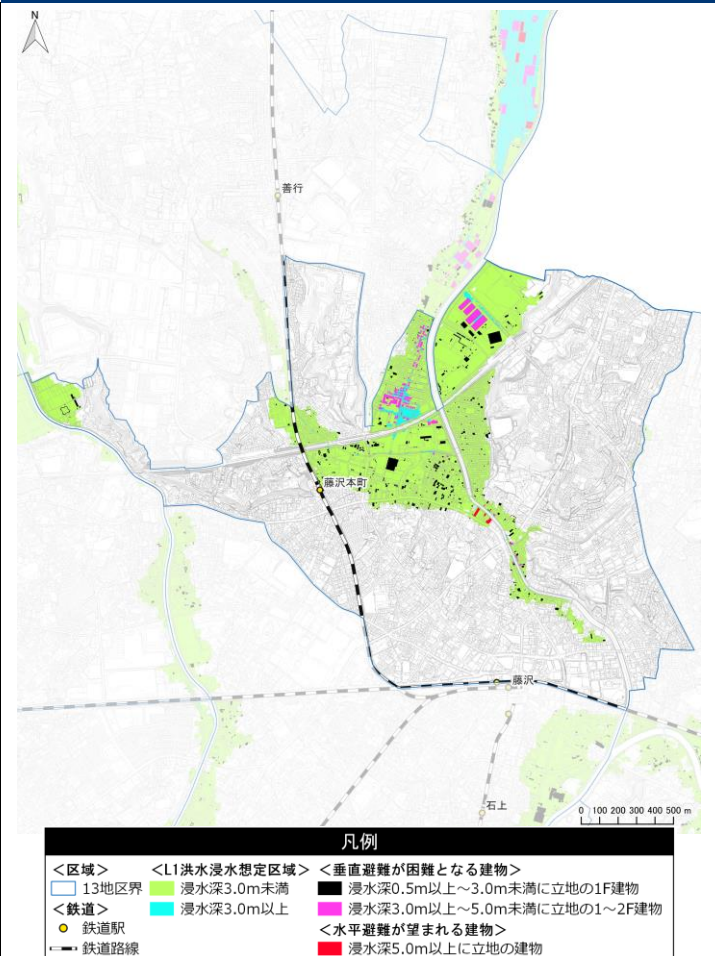 N
善行
藤沢本町
藤沢
石上
0 100 200 300 400 500 m
凡例
<区域>
13地区界
<鉄道>
鉄道駅
鉄道路線
<L1洪水浸水想定区域>
浸水深3.0m未満
浸水深3.0m以上
<垂直避難が困難となる建物>
浸水深0.5m以上～3.0m未満に立地の1F建物
浸水深3.0m以上～5.0m未満に立地の1～2F建物
<水平避難が望まれる建物>
浸水深5.0m以上に立地の建物